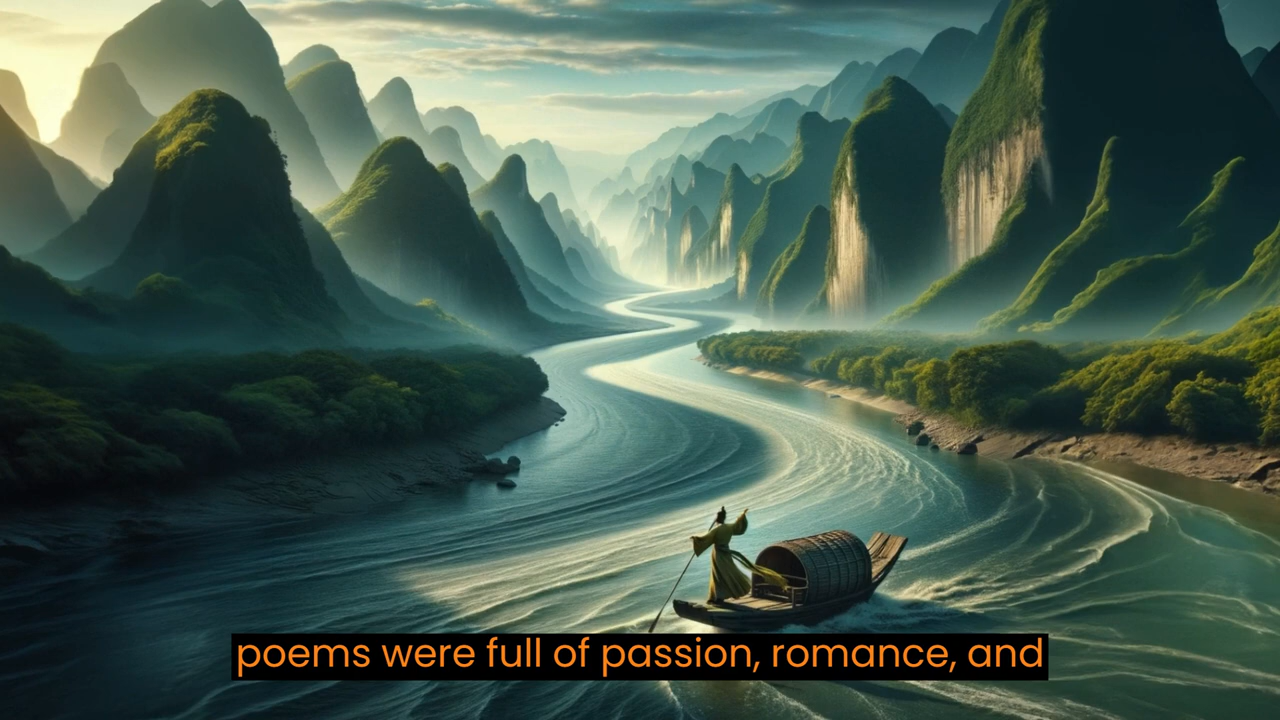 poems were full of passion, romance, and